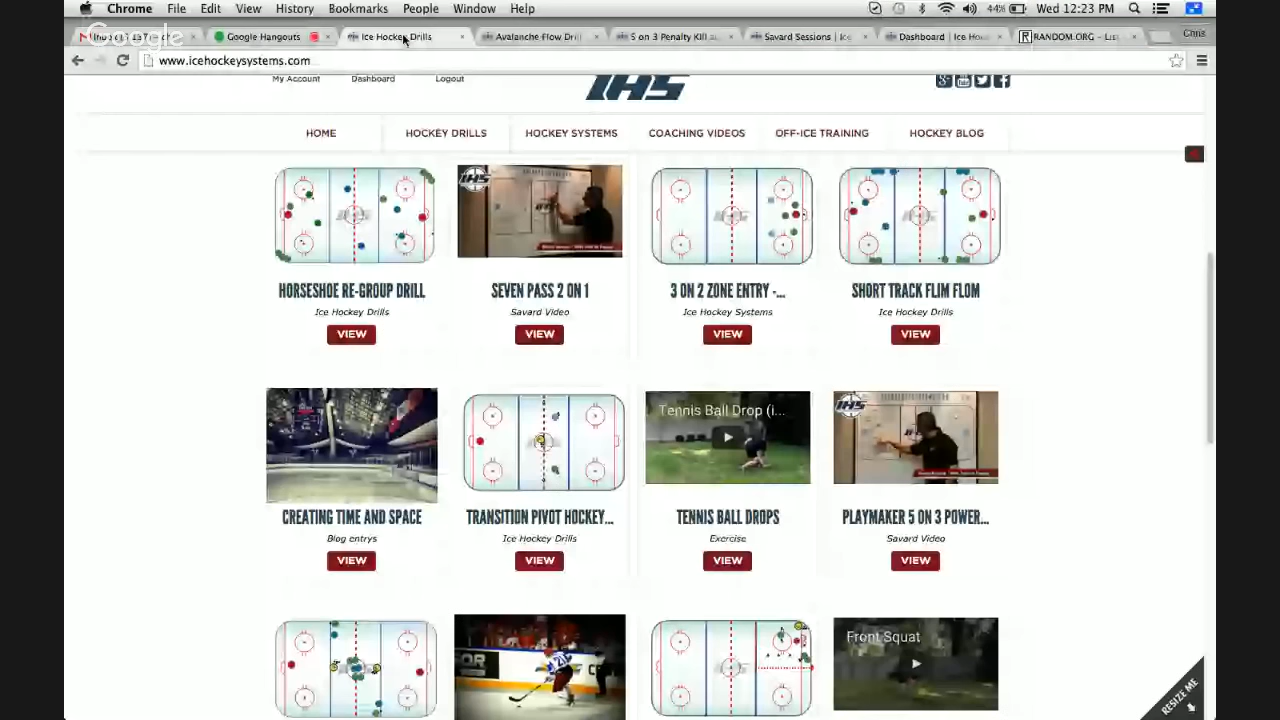 Chrome File Edit View History Bookmarks People Window Help 44% Wed 12:23 PM
Google
Google Hangouts Ice Hockey Drills Avalanche Flow Dri 5 on 3 Penalty Kill Savard Sessions | Ice Dashboard | Ice Ho RANDOM.ORG - Lis Chris
www.icehockeysystems.com
My Account Dashboard Logout
IHS
HOME HOCKEY DRILLS HOCKEY SYSTEMS COACHING VIDEOS OFF-ICE TRAINING HOCKEY BLOG
HORSESHOE RE-GROUP DRILL SEVEN PASS 2 ON 1 3 ON 2 ZONE ENTRY -... SHORT TRACK FLIM FLOM
Ice Hockey Drills Savard Video Ice Hockey Systems Ice Hockey Drills
VIEW VIEW VIEW VIEW
Tennis Ball Drop (i...
IHS
CREATING TIME AND SPACE TRANSITION PIVOT HOCKEY... TENNIS BALL DROPS PLAYMAKER 5 ON 3 POWER...
Blog entrys Ice Hockey Drills Exercise Savard Video
VIEW VIEW VIEW VIEW
Front Squat
RESIZE ME